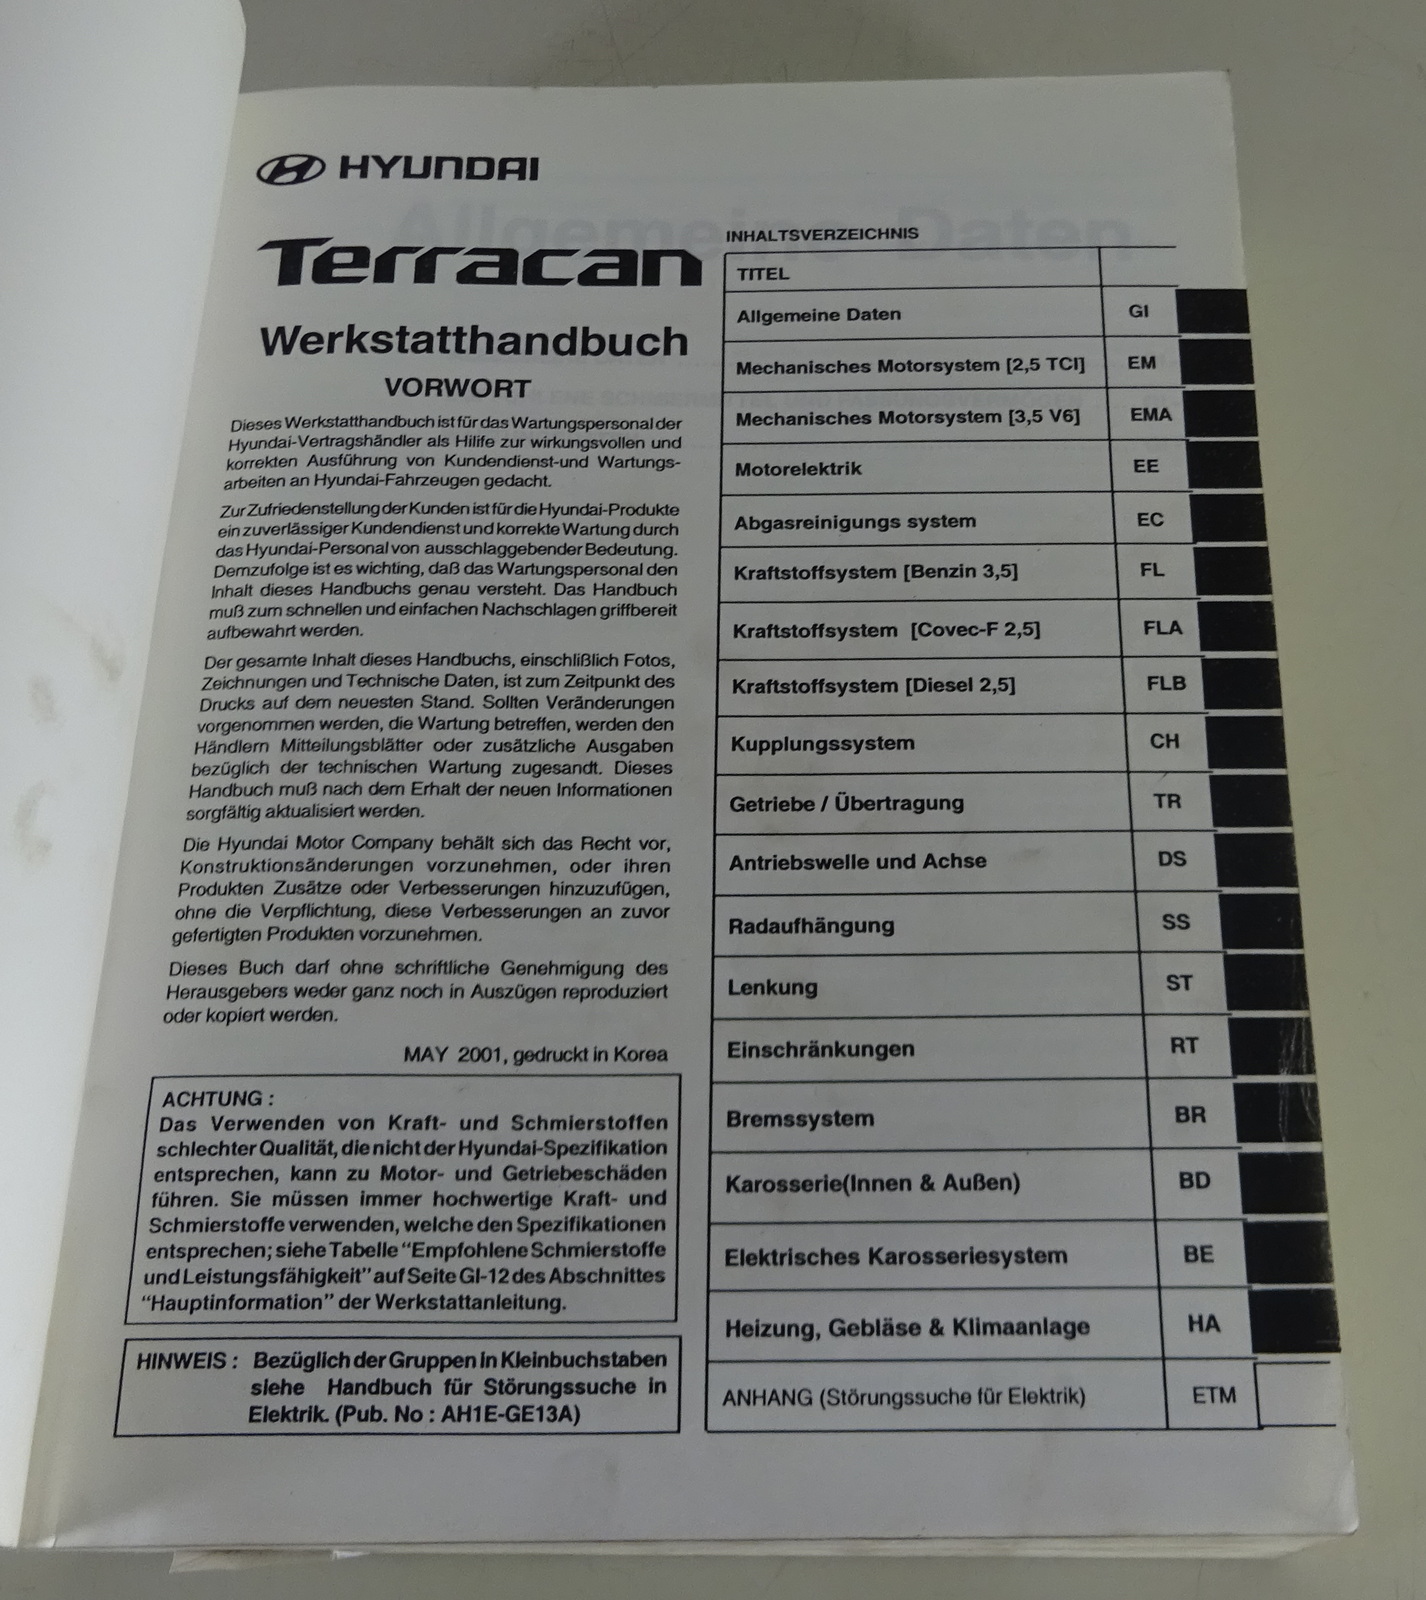 HYUNDAI
Terracan
Werkstatthandbuch
VORWORT
Dieses Werkstatthandbuch ist für das Wartungspersonal der
Hyundai-Vertragshändler als Hilife zur wirkungsvollen und
korrekten Ausführung von Kundendienst-und Wartungs-
arbeiten an Hyundai-Fahrzeugen gedacht.
Zur Zufriedenstellung der Kunden ist für die Hyundai-Produkte
ein zuverlässiger Kundendienst und korrekte Wartung durch
das Hyundai-Personal von ausschlaggebender Bedeutung.
Demzufolge ist es wichting, daß das Wartungspersonal den
Inhalt dieses Handbuchs genau versteht. Das Handbuch
muß zum schnellen und einfachen Nachschlagen griffbereit
aufbewahrt werden.
Der gesamte Inhalt dieses Handbuchs, einschlißlich Fotos,
Zeichnungen und Technische Daten, ist zum Zeitpunkt des
Drucks auf dem neuesten Stand. Sollten Veränderungen
vorgenommen werden, die Wartung betreffen, werden den
Händlern Mitteilungsblätter oder zusätzliche Ausgaben
bezüglich der technischen Wartung zugesandt. Dieses
Handbuch muß nach dem Erhalt der neuen Informationen
sorgfältig aktualisiert werden.
Die Hyundai Motor Company behält sich das Recht vor,
Konstruktionsänderungen vorzunehmen, oder ihren
Produkten Zusätze oder Verbesserungen hinzuzufügen,
ohne die Verpflichtung, diese Verbesserungen an zuvor
gefertigten Produkten vorzunehmen.
Dieses Buch darf ohne schriftliche Genehmigung des
Herausgebers weder ganz noch in Auszügen reproduziert
oder kopiert werden.
MAY 2001, gedruckt in Korea
ACHTUNG :
Das Verwenden von Kraft- und Schmierstoffen
schlechter Qualität, die nicht der Hyundai-Spezifikation
entsprechen, kann zu Motor- und Getriebeschäden
führen. Sie müssen immer hochwertige Kraft- und
Schmierstoffe verwenden, welche den Spezifikationen
entsprechen; siehe Tabelle “Empfohlene Schmierstoffe
und Leistungsfähigkeit” auf Seite GI-12 des Abschnittes
“Hauptinformation” der Werkstattanleitung.
HINWEIS : Bezüglich der Gruppen in Kleinbuchstaben
siehe Handbuch für Störungssuche in
Elektrik. (Pub. No : AH1E-GE13A)
INHALTSVERZEICHNIS
TITEL
Allgemeine Daten GI
Mechanisches Motorsystem [2,5 TCI] EM
Mechanisches Motorsystem [3,5 V6] EMA
Motorelektrik EE
Abgasreinigungs system EC
Kraftstoffsystem [Benzin 3,5] FL
Kraftstoffsystem [Covec-F 2,5] FLA
Kraftstoffsystem [Diesel 2,5] FLB
Kupplungssystem CH
Getriebe / Übertragung TR
Antriebswelle und Achse DS
Radaufhängung SS
Lenkung ST
Einschränkungen RT
Bremssystem BR
Karosserie(Innen & Außen) BD
Elektrisches Karosseriesystem BE
Heizung, Gebläse & Klimaanlage HA
ANHANG (Störungssuche für Elektrik) ETM